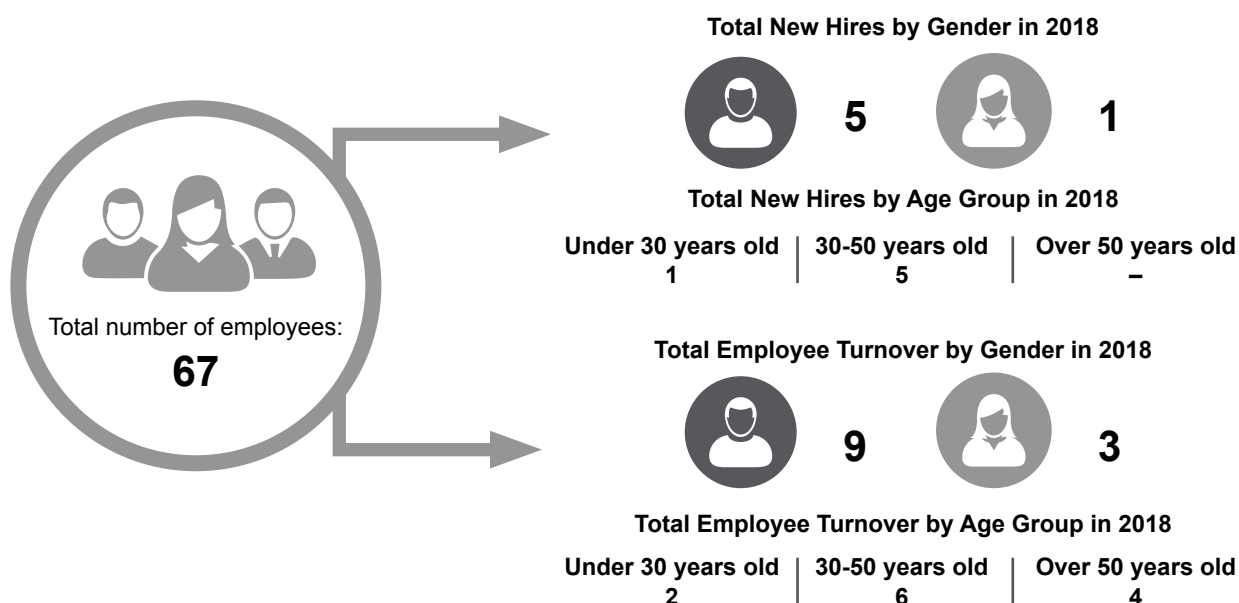 Total New Hires by Gender in 2018
5 1
Total New Hires by Age Group in 2018
Under 30 years old 30-50 years old Over 50 years old
1 5 –
Total number of employees:
67
Total Employee Turnover by Gender in 2018
9 3
Total Employee Turnover by Age Group in 2018
Under 30 years old 30-50 years old Over 50 years old
2 6 4